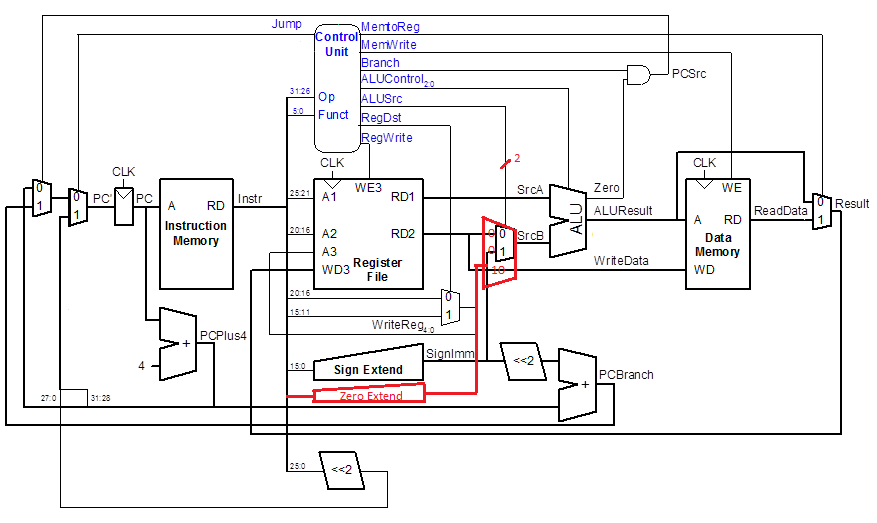 Jump
MemtoReg
Control
Unit
MemWrite
Branch
PCSrc
ALUControl2:0
31:26
Op
ALUSrc
5:0
Funct
RegDst
RegWrite
2
CLK
CLK
CLK
0
1
0
1
PC'
PC
A
RD
Instr
25:21
A1
WE3
RD1
SrcA
Zero
WE
0
1
Result
Instruction
Memory
20:16
A2
RD2
0 0
SrcB
ALU
ALUResult
A
RD
ReadData
A3
0 1
Data
Memory
WD3
Register
File
10
WriteData
WD
20:16
0
15:11
1
WriteReg4:0
PCPlus4
+
4
15:0
Sign Extend
SignImm
<<2
PCBranch
+
Zero Extend
27:0
31:28
25:0
<<2